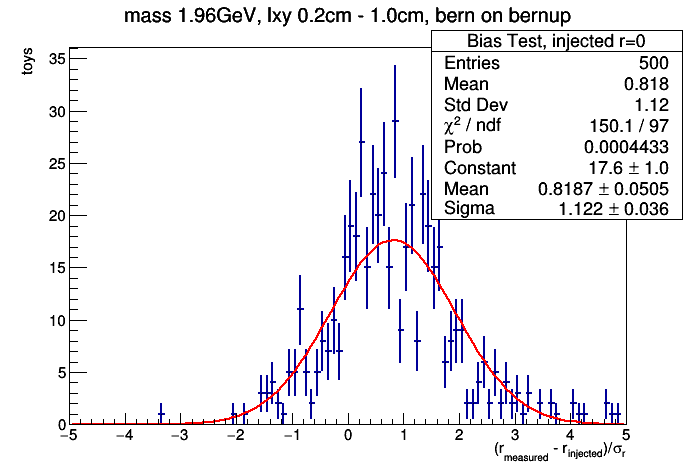 mass 1.96GeV, lxy 0.2cm - 1.0cm, bern on bernup
Bias Test, injected r=0
Entries 500
Mean 0.818
Std Dev 1.12
χ² / ndf 150.1 / 97
Prob 0.0004433
Constant 17.6 ± 1.0
Mean 0.8187 ± 0.0505
Sigma 1.122 ± 0.036
toys
35
30
25
20
15
10
5
0
−5 −4 −3 −2 −1 0 1 2 3 4 5
(r_measured - r_injected)/σ_r